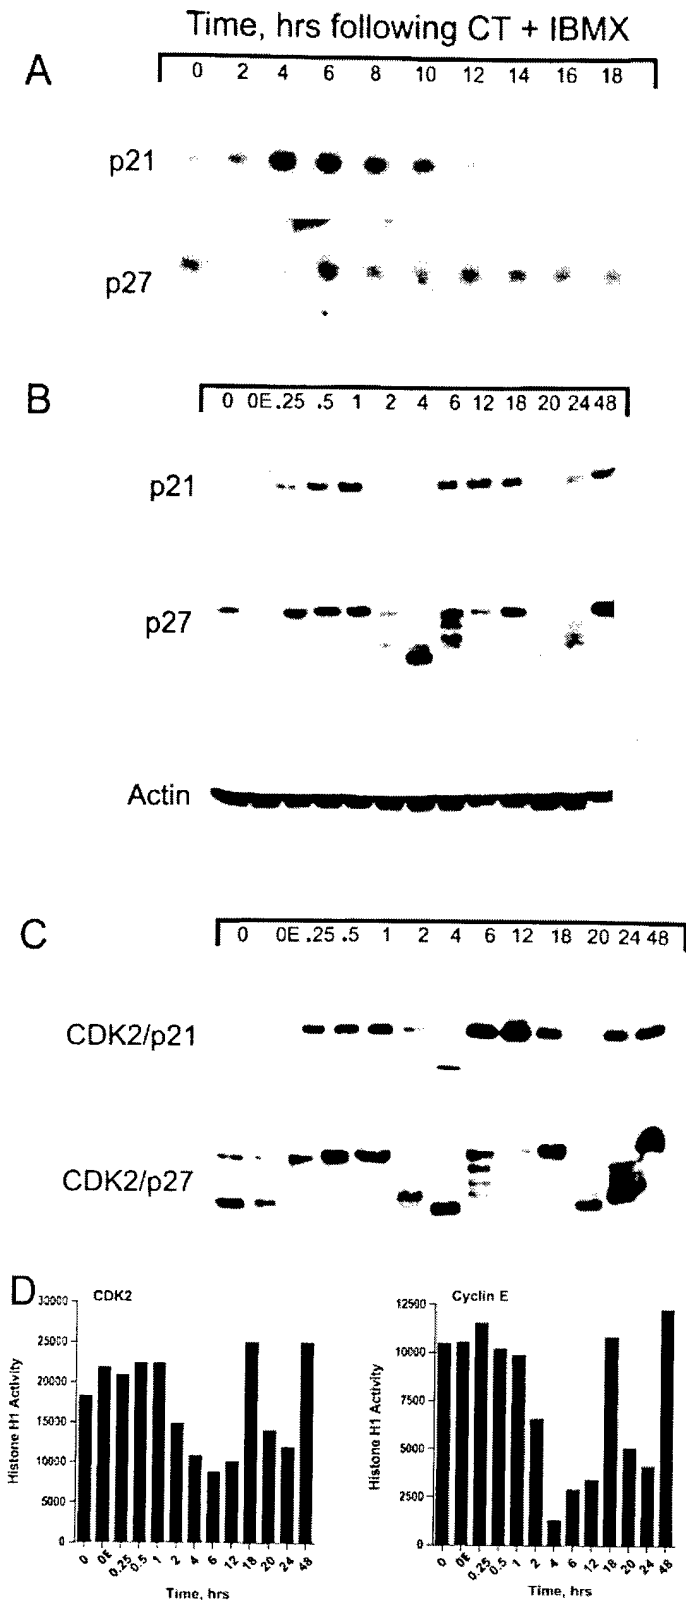 Time, hrs following CT + IBMX
A
0 2 4 6 8 10 12 14 16 18
p21
p27
B
0 0E .25 .5 1 2 4 6 12 18 20 24 48
p21
p27
Actin
C
0 0E .25 .5 1 2 4 6 12 18 20 24 48
CDK2/p21
CDK2/p27
D
CDK2
Histone H1 Activity
30000
25000
20000
15000
10000
5000
0
0 0E 0.25 0.5 1 2 4 6 12 18 20 24 48
Time, hrs
Cyclin E
Histone H1 Activity
12500
10000
7500
5000
2500
0
0 0E 0.25 0.5 1 2 4 6 12 18 20 24 48
Time, hrs